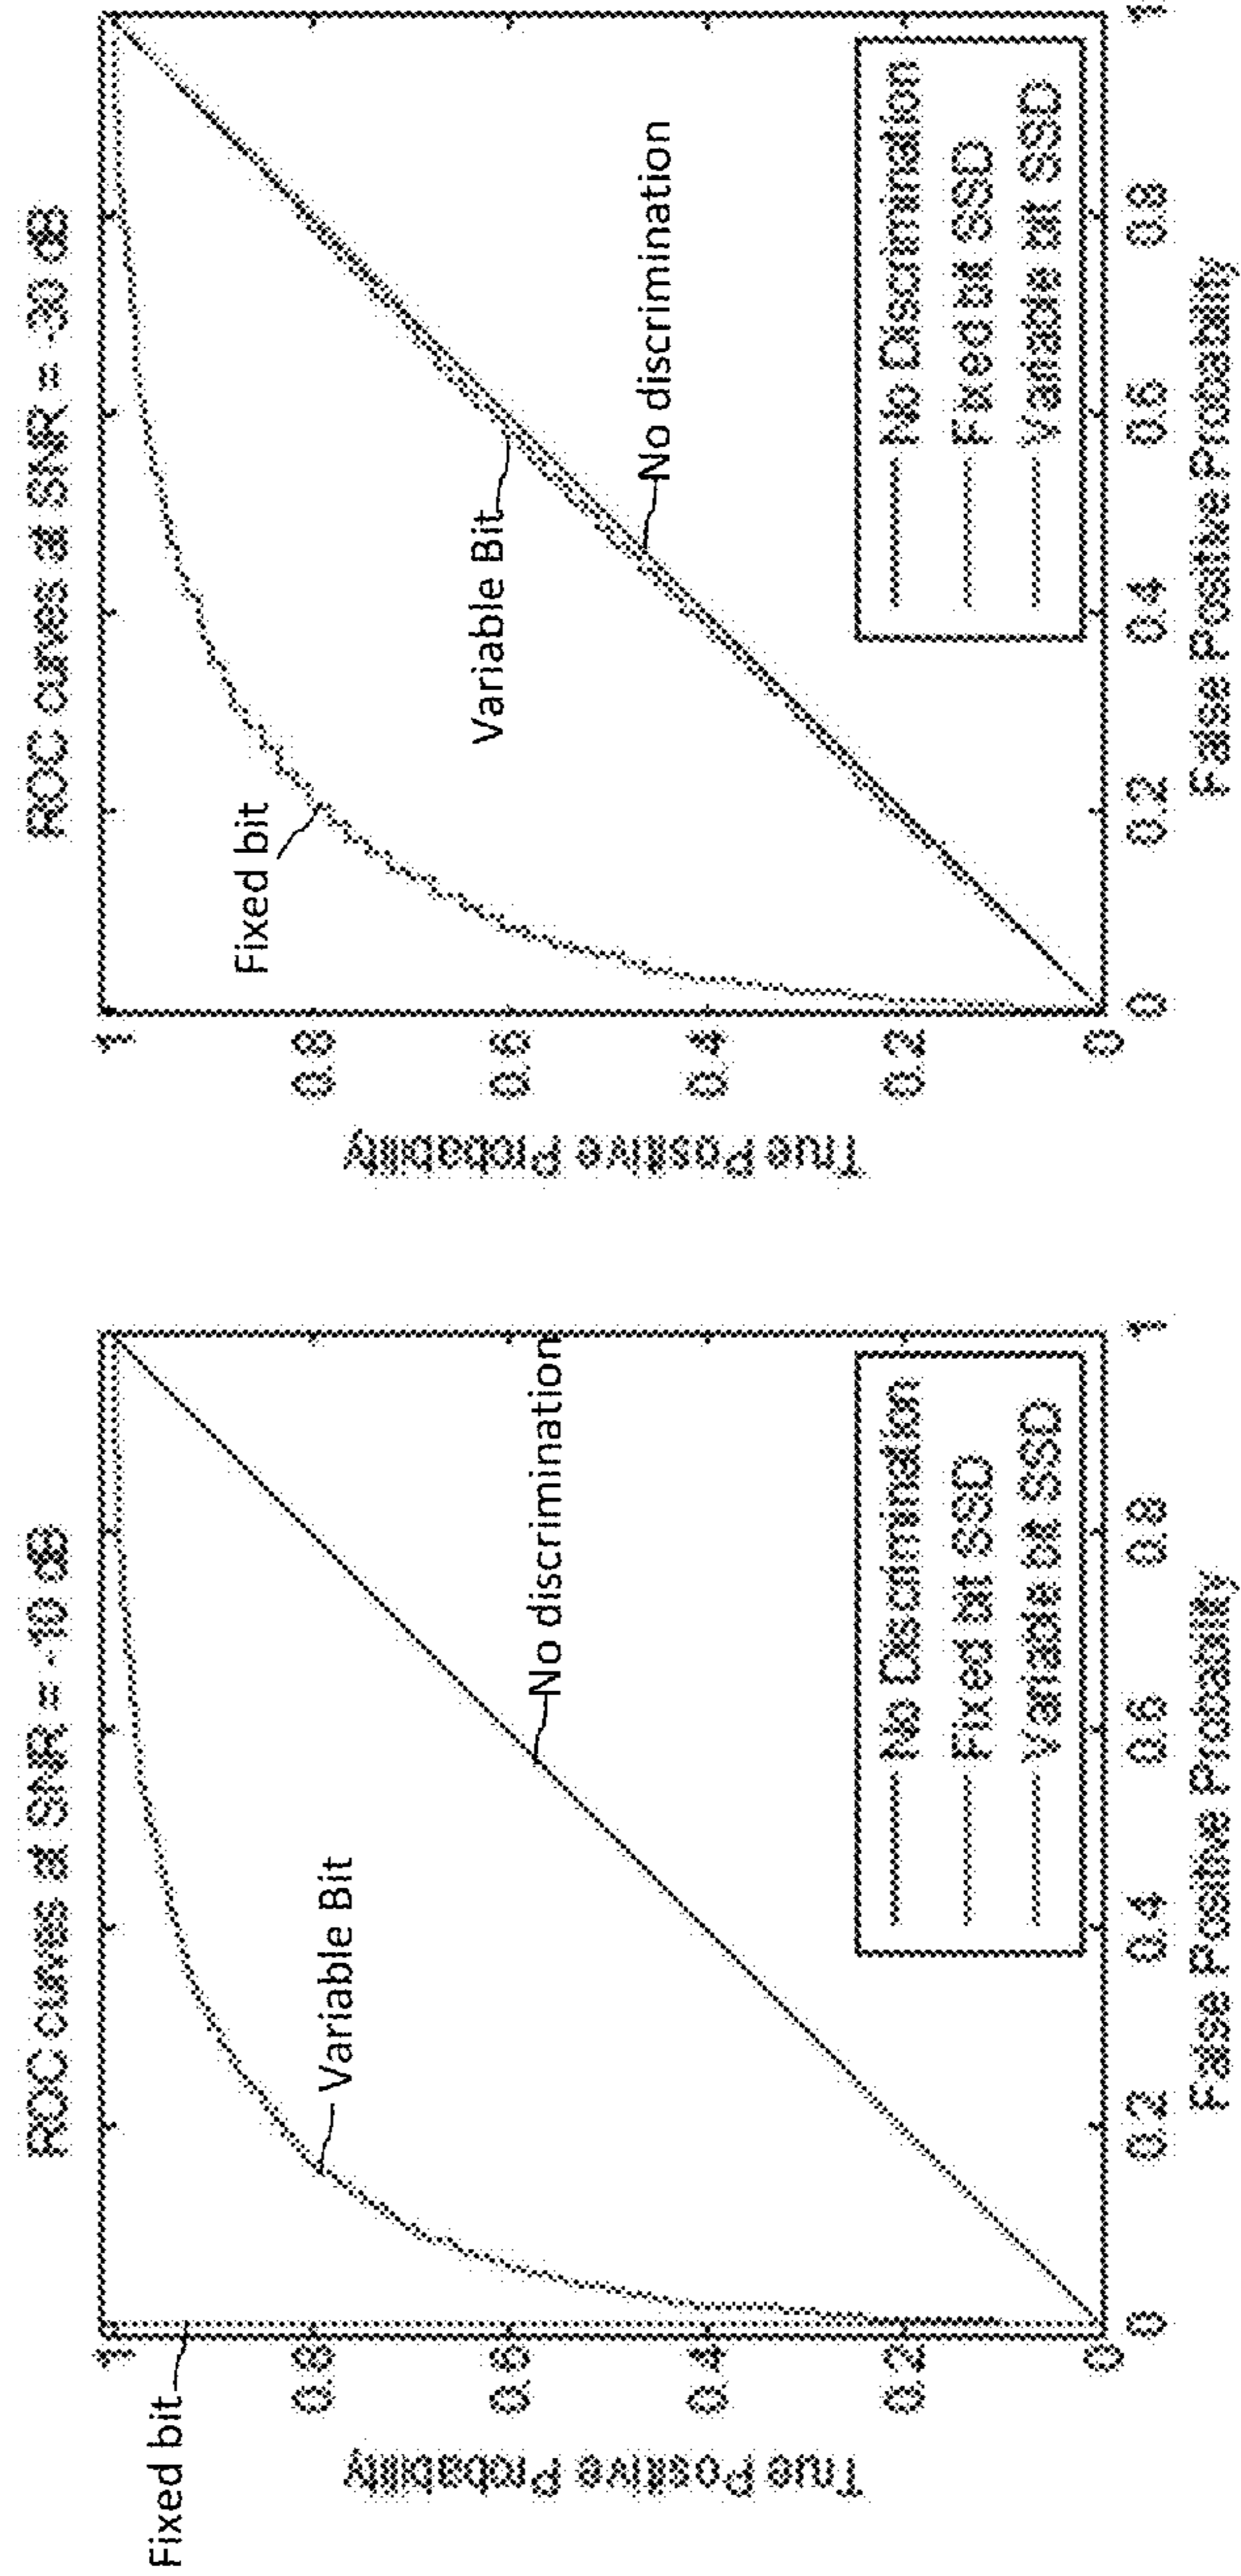 ROC curves at SNR = -10 dB
Fixed bit
Variable Bit
No discrimination
True Positive Probability
1
0.8
0.6
0.4
0.2
0
0
0.2
0.4
0.6
0.8
1
False Positive Probability
No Discrimination
Fixed bit SSD
Variable bit SSD
ROC curves at SNR = -30 dB
Fixed bit
Variable Bit
No discrimination
True Positive Probability
1
0.8
0.6
0.4
0.2
0
0
0.2
0.4
0.6
0.8
1
False Positive Probability
No Discrimination
Fixed bit SSD
Variable bit SSD